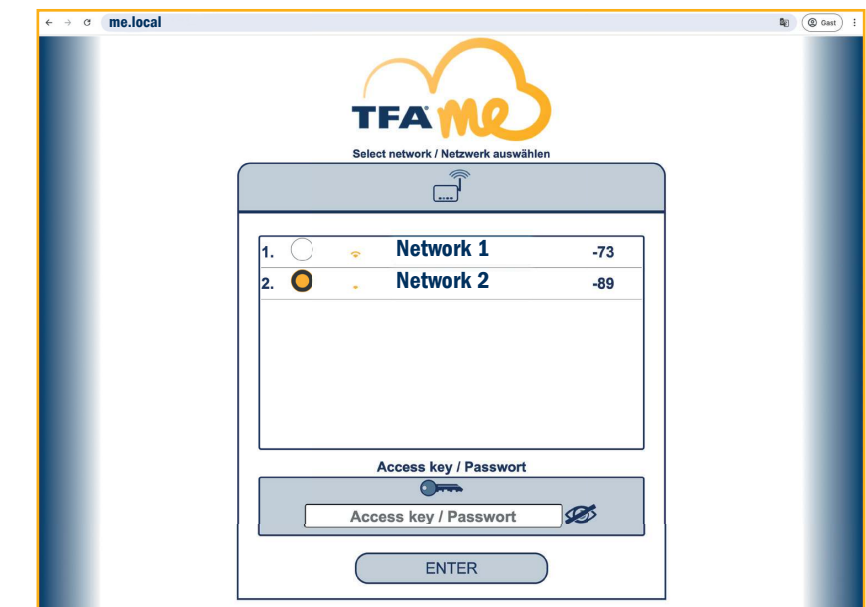 me.local
Gast
TFA me
Select network / Netzwerk auswählen
1. Network 1 -73
2. Network 2 -89
Access key / Passwort
Access key / Passwort
ENTER